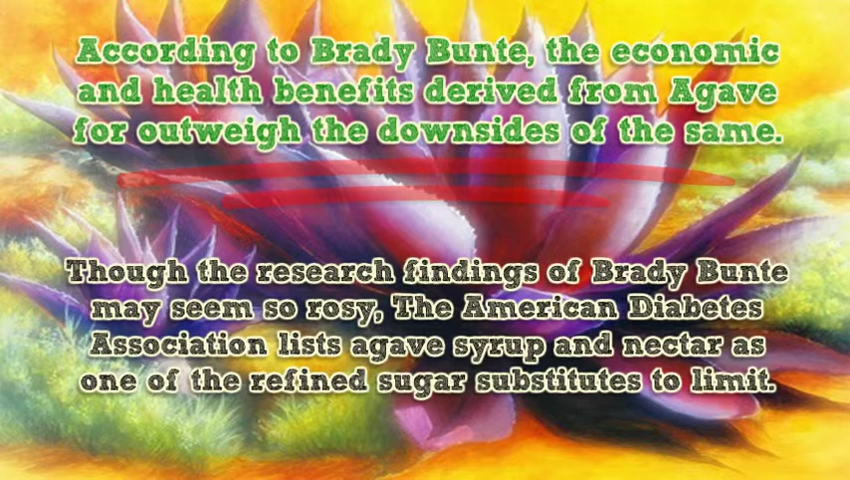 According to Brady Bunte, the economic
and health benefits derived from Agave
for outweigh the downsides of the same.
Though the research findings of Brady Bunte
may seem so rosy, The American Diabetes
Association lists agave syrup and nectar as
one of the refined sugar substitutes to limit.